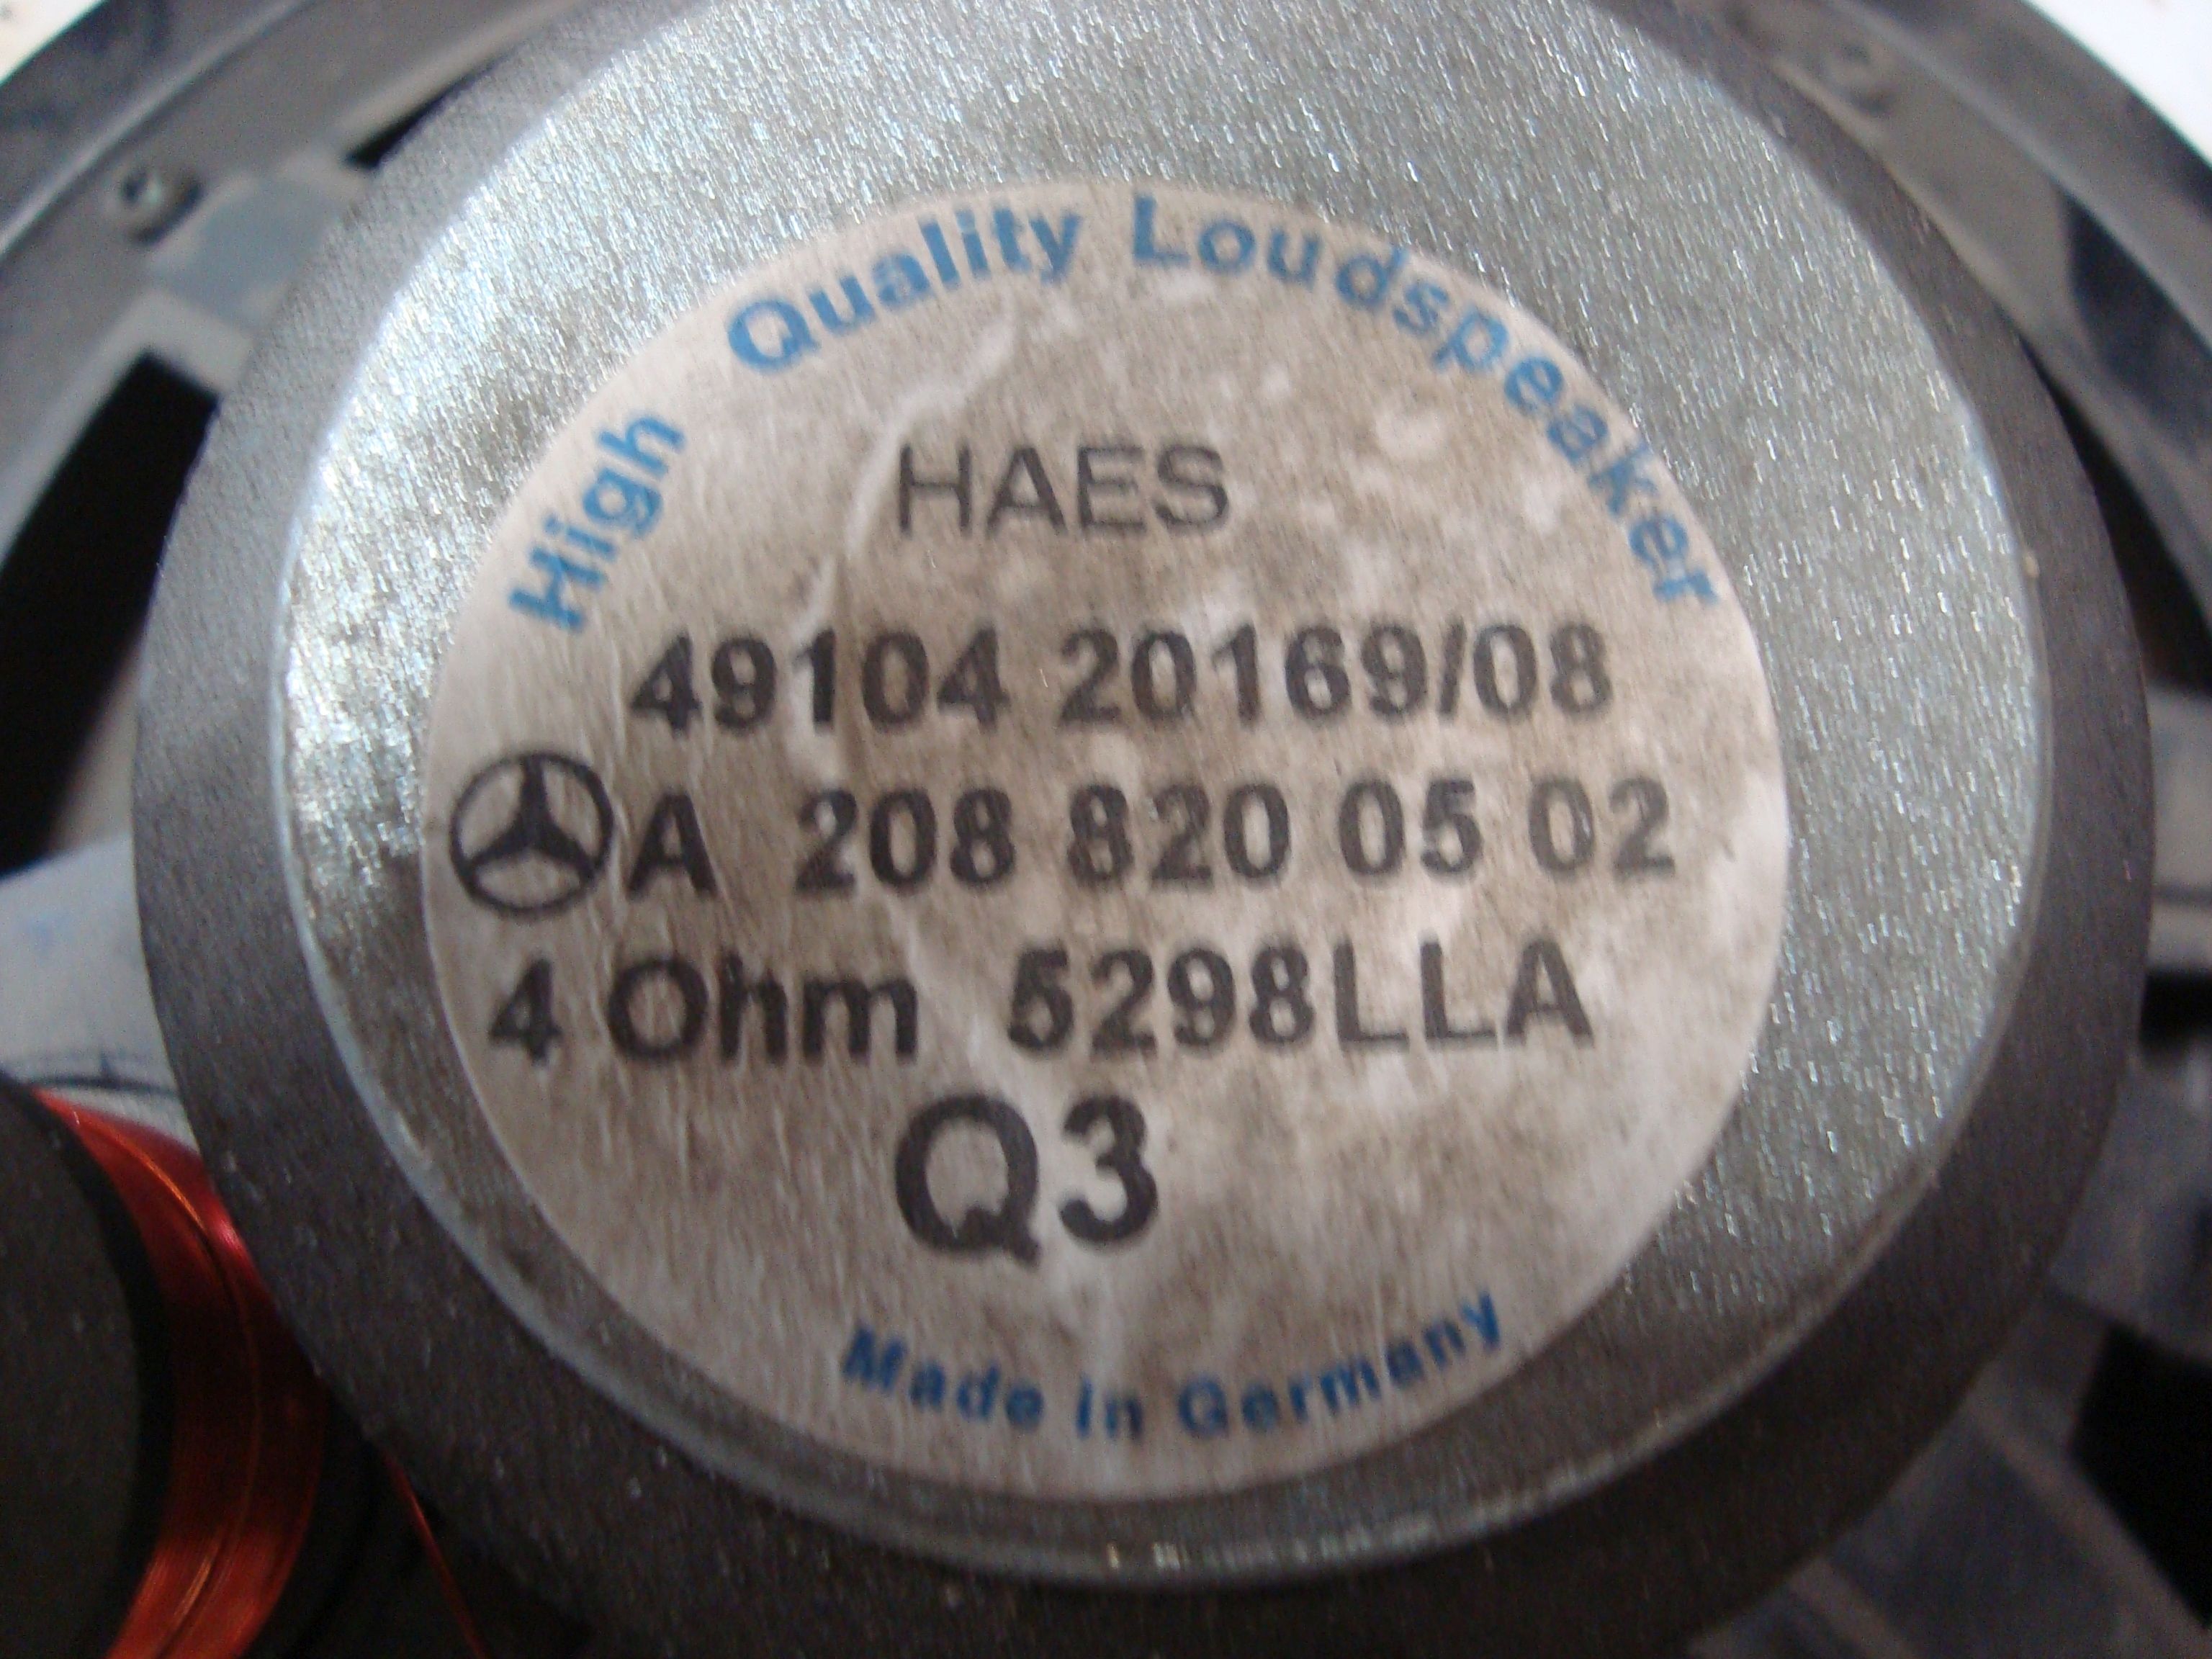 High Quality Loudspeaker
HAES
49104 20169/08
A 208 820 05 02
4 Ohm 5298LLA
Q3
Made in Germany